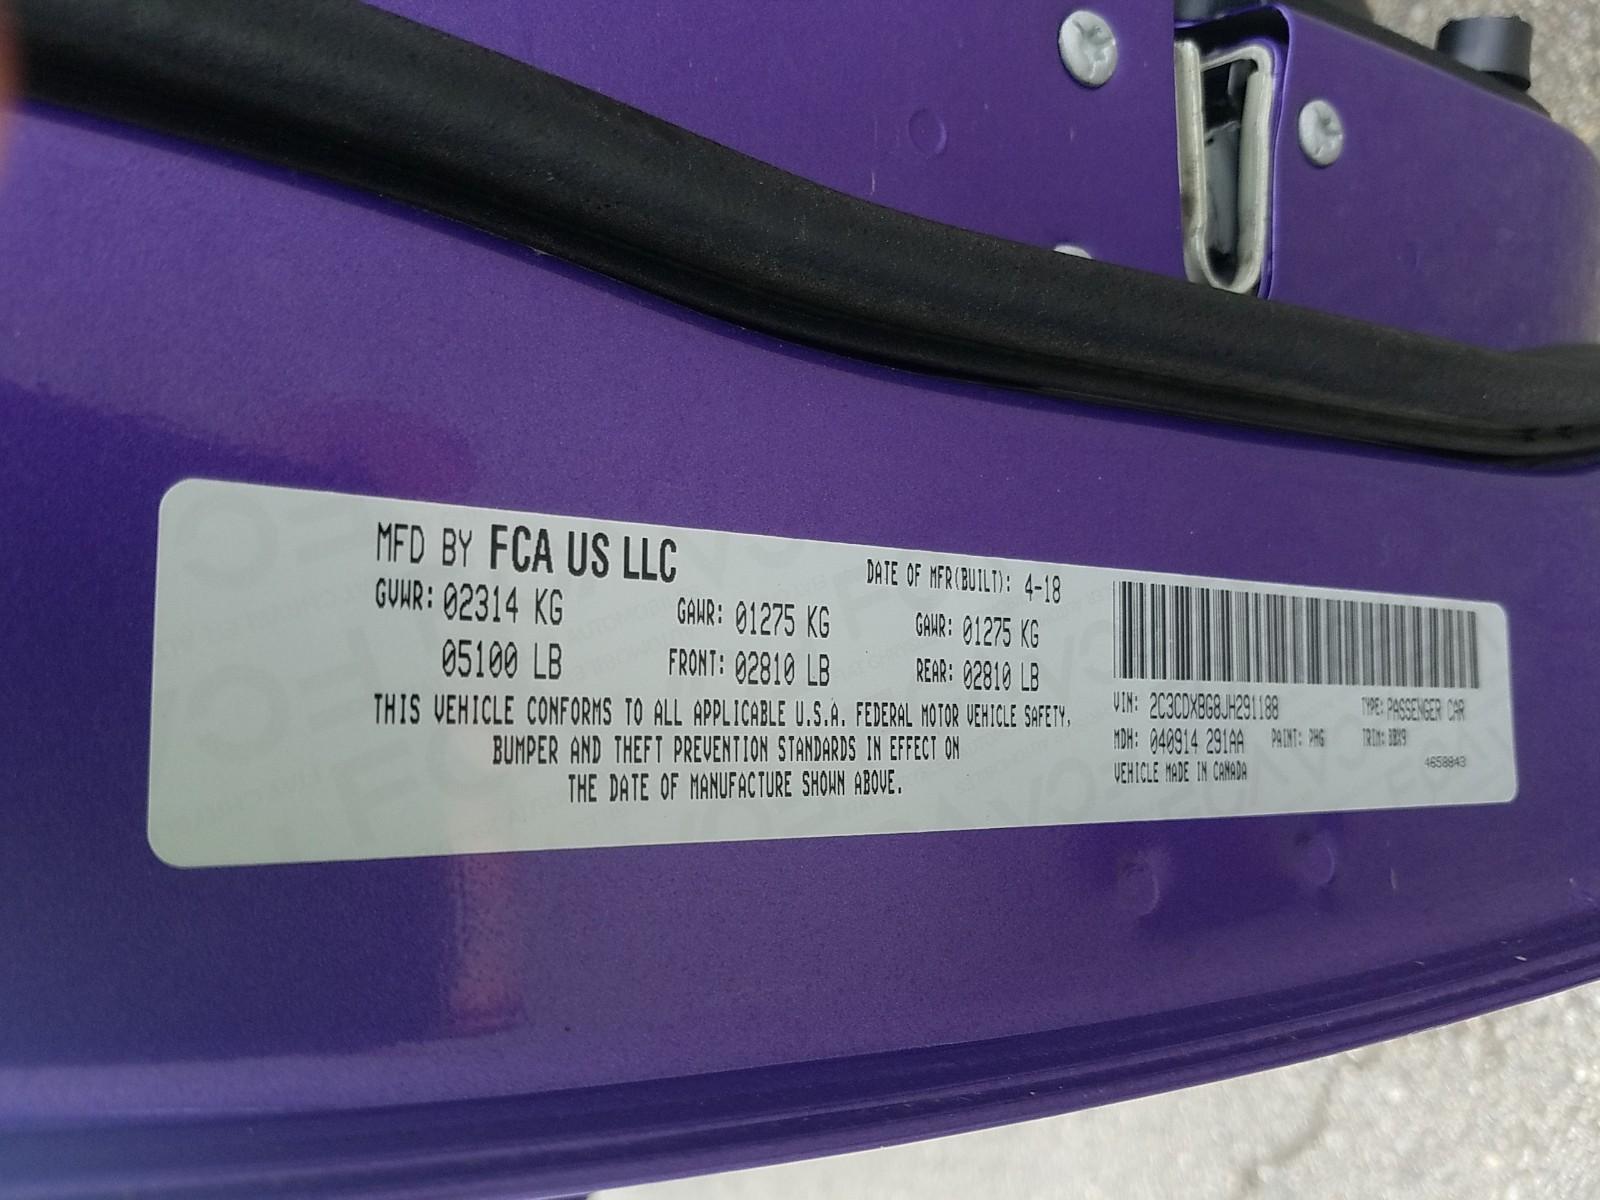 MFD BY FCA US LLC
DATE OF MFR(BUILT): 4-18
GVWR: 02314 KG GAWR: 01275 KG GAWR: 01275 KG
05100 LB FRONT: 02810 LB REAR: 02810 LB
THIS VEHICLE CONFORMS TO ALL APPLICABLE U.S.A. FEDERAL MOTOR VEHICLE SAFETY,
BUMPER AND THEFT PREVENTION STANDARDS IN EFFECT ON
THE DATE OF MANUFACTURE SHOWN ABOVE.
VIN: 2C3CDXBG8JH291188 TYPE: PASSENGER CAR
MDH: 040914 291AA PAINT: PHG TRIM: BBX9
VEHICLE MADE IN CANADA
4658843